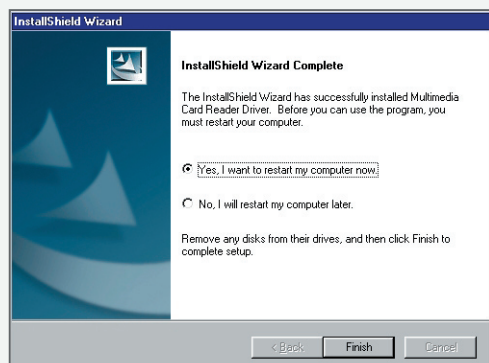 InstallShield Wizard
InstallShield Wizard Complete
The InstallShield Wizard has successfully installed Multimedia
Card Reader Driver. Before you can use the program, you
must restart your computer.
Yes, I want to restart my computer now.
No, I will restart my computer later.
Remove any disks from their drives, and then click Finish to
complete setup.
< Back Finish Cancel